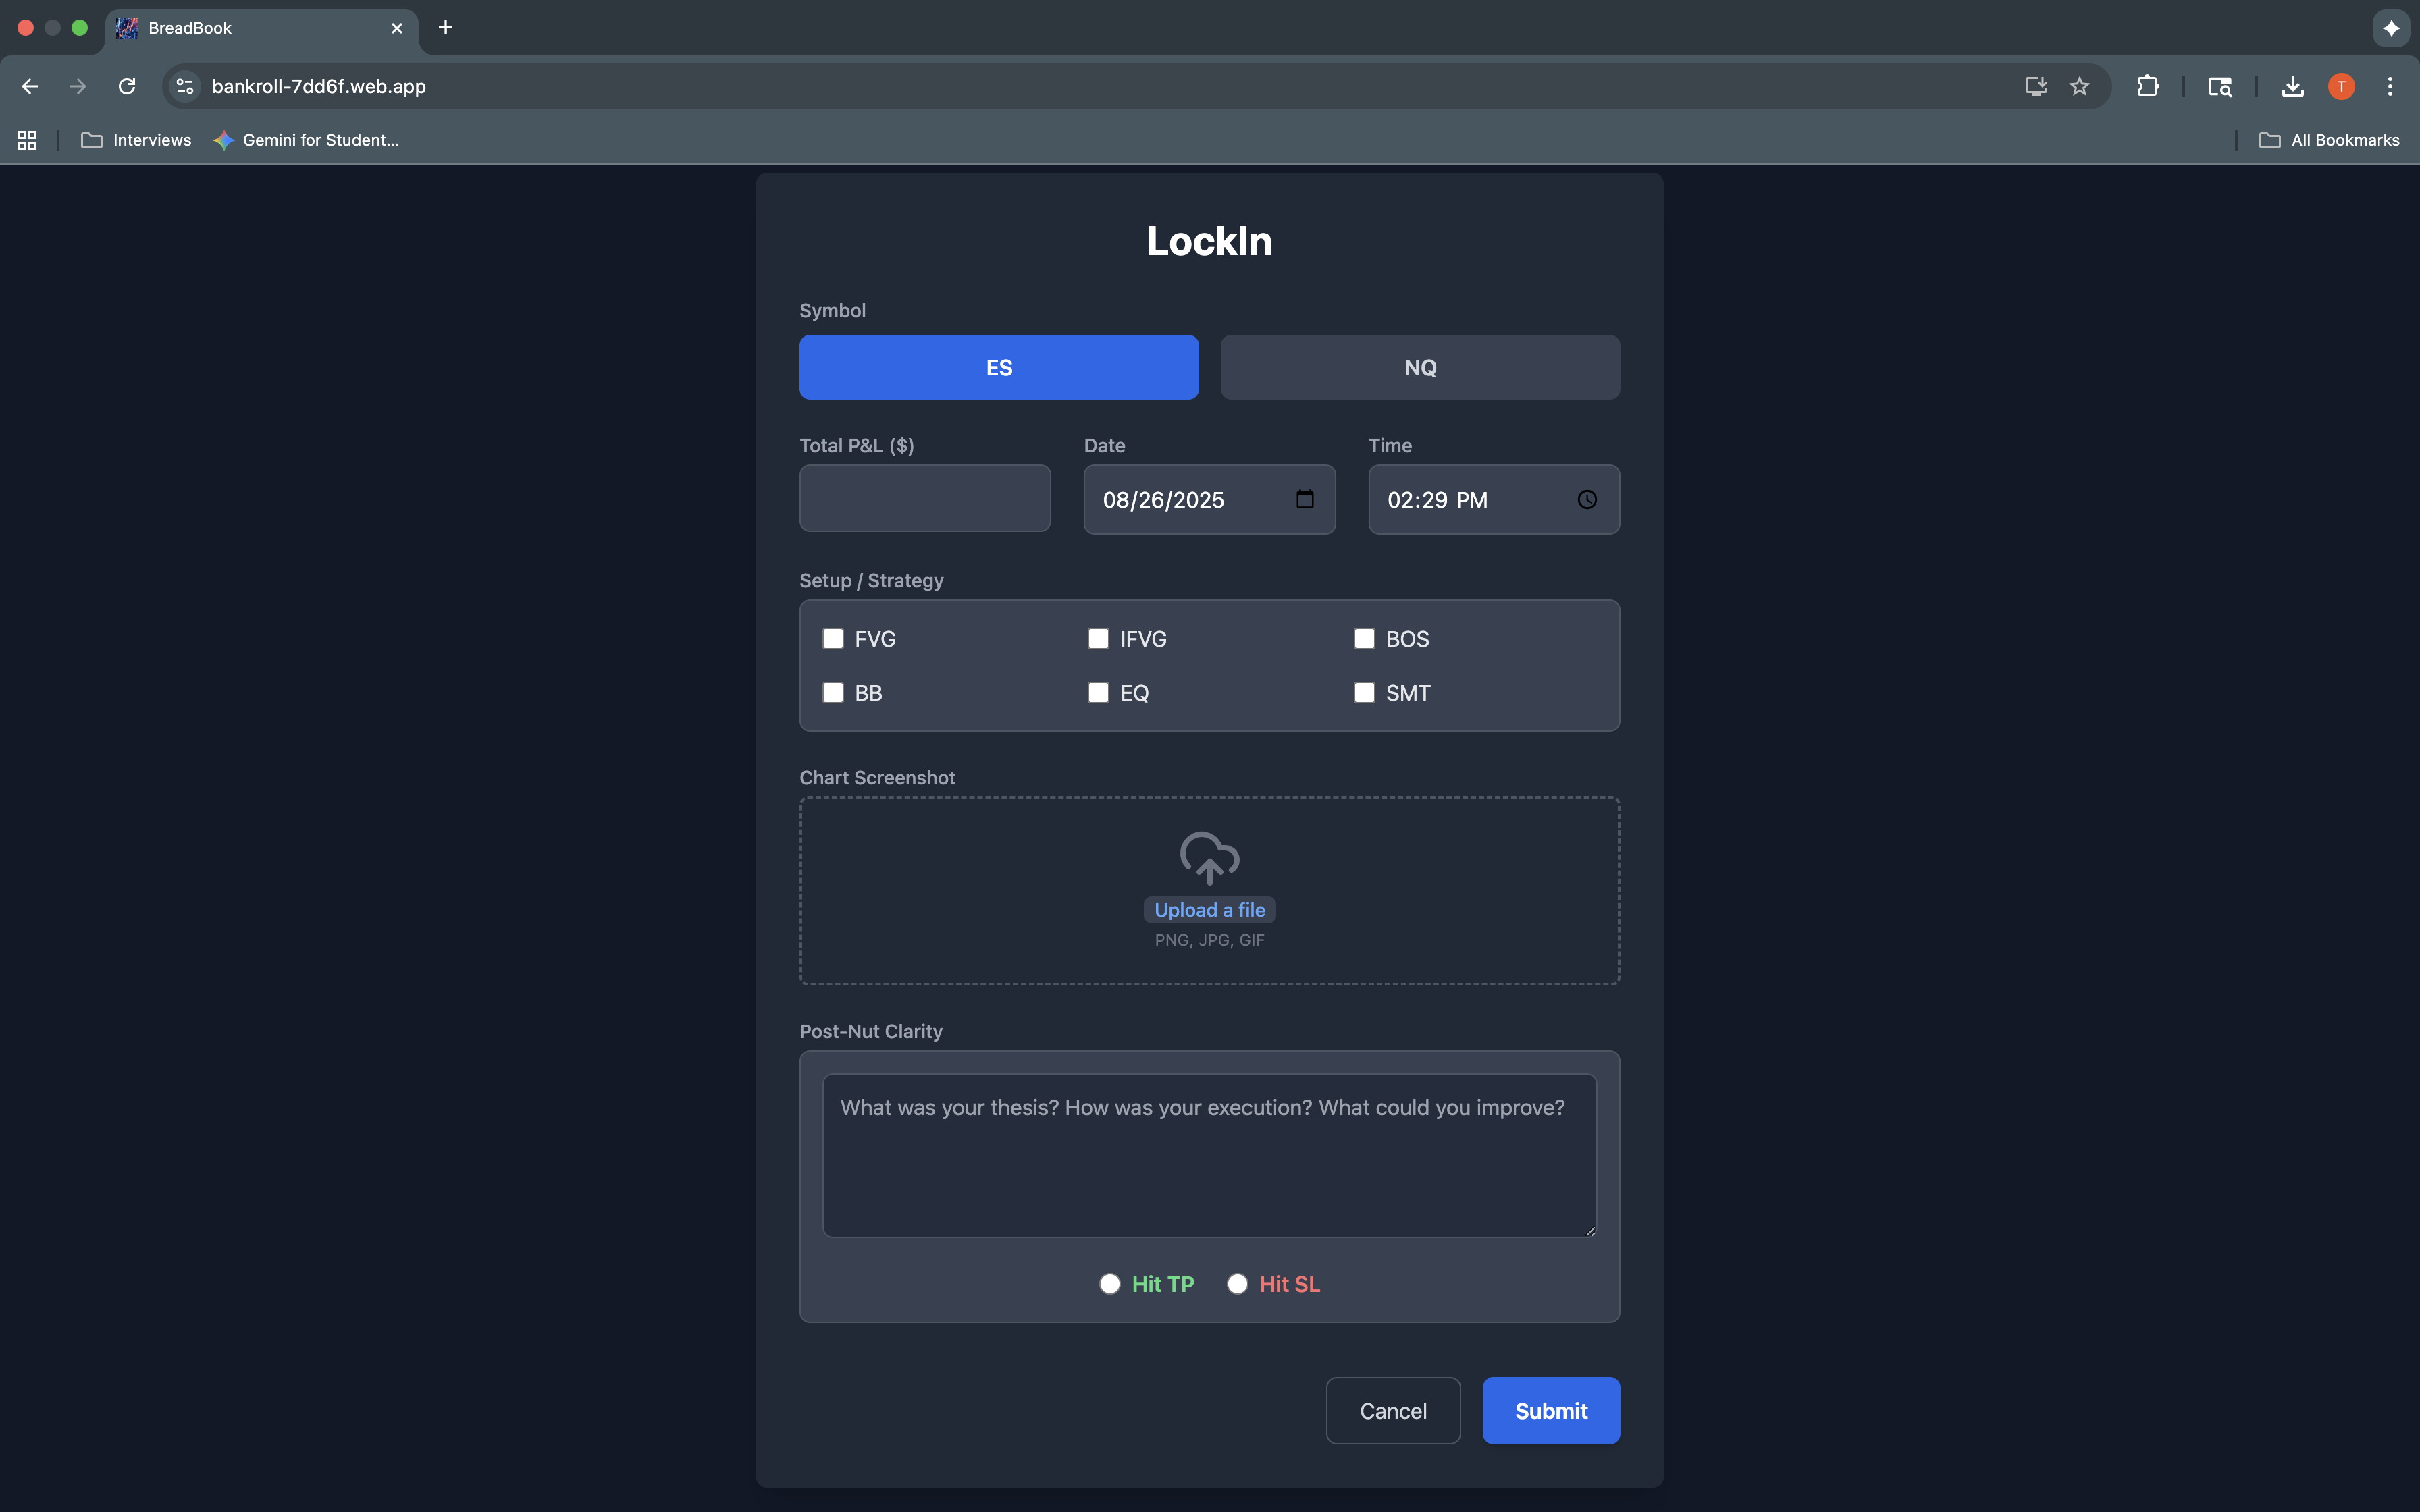 BreadBook
bankroll-7dd6f.web.app
T
Interviews
Gemini for Student...
All Bookmarks
LockIn
Symbol
ES
NQ
Total P&L ($)
Date
Time
08/26/2025
02:29 PM
Setup / Strategy
FVG
IFVG
BOS
BB
EQ
SMT
Chart Screenshot
Upload a file
PNG, JPG, GIF
Post-Nut Clarity
What was your thesis? How was your execution? What could you improve?
Hit TP
Hit SL
Cancel
Submit